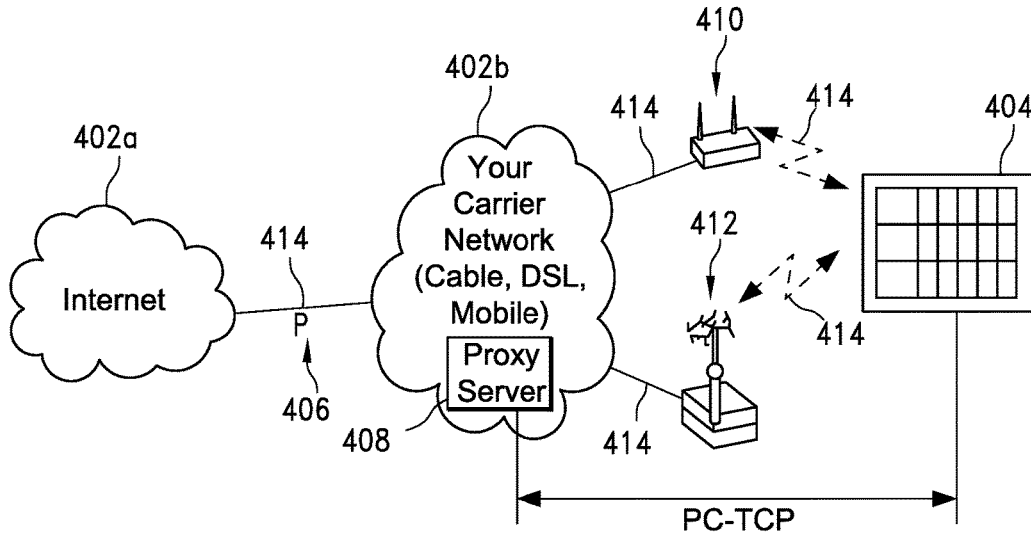 410
402b
414
414
404
402a
Your
Carrier
Network
(Cable, DSL,
Mobile)
414
Internet
P
412
414
Proxy
Server
406
408
414
PC-TCP